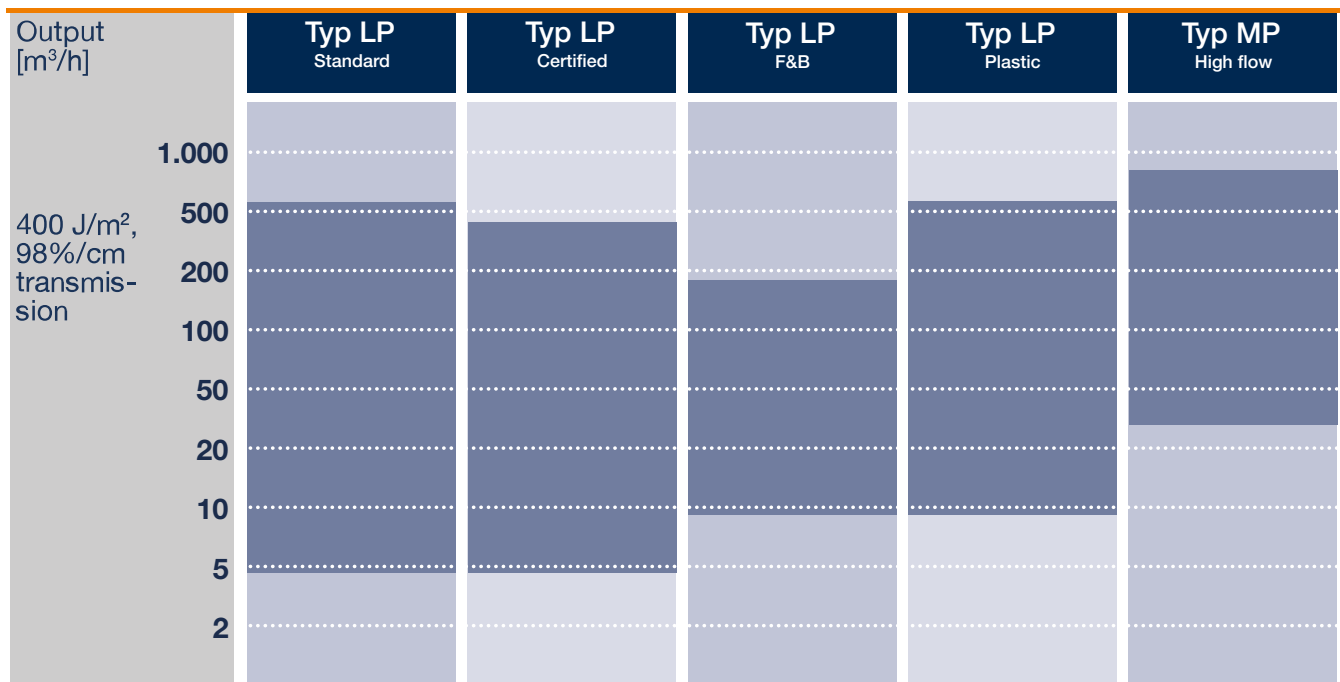 Output
[m³/h]
Typ LP
Standard
Typ LP
Certified
Typ LP
F&B
Typ LP
Plastic
Typ MP
High flow
400 J/m²,
98%/cm
transmis-
sion
1.000
500
200
100
50
20
10
5
2